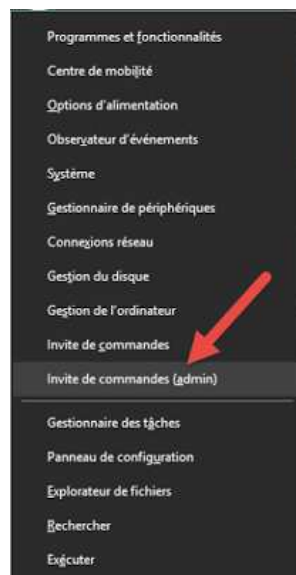 Programmes et fonctionnalités
Centre de mobilité
Options d'alimentation
Observateur d'événements
Système
Gestionnaire de périphériques
Connexions réseau
Gestion du disque
Gestion de l'ordinateur
Invite de commandes
Invite de commandes (admin)
Gestionnaire des tâches
Panneau de configuration
Explorateur de fichiers
Rechercher
Exécuter